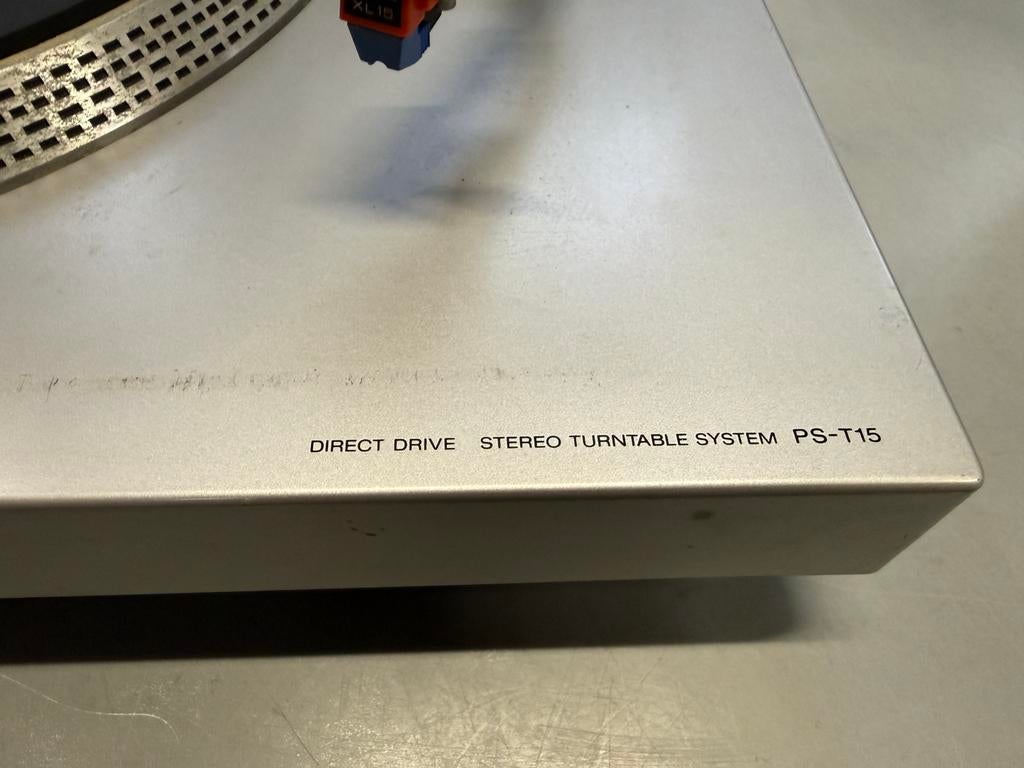 XL15
DIRECT DRIVE STEREO TURNTABLE SYSTEM PS-T15